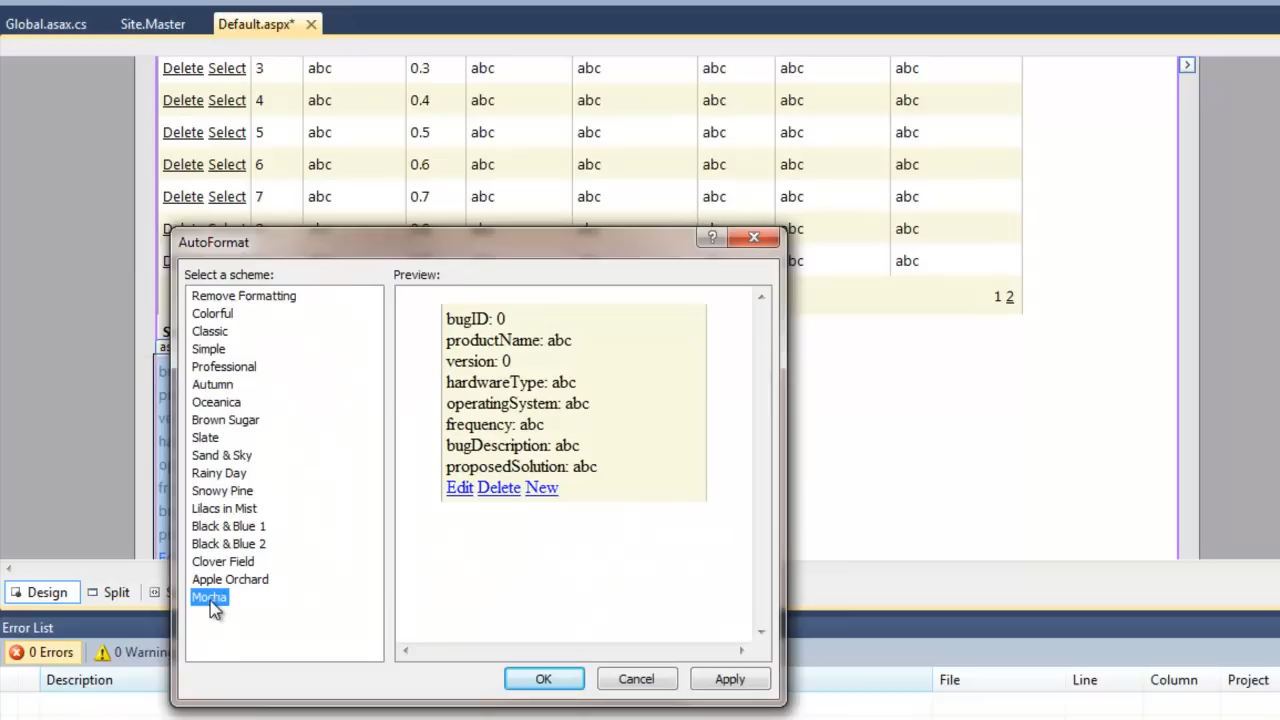 Global.asax.cs Site.Master Default.aspx*
Delete Select 3 abc 0.3 abc abc abc abc abc
Delete Select 4 abc 0.4 abc abc abc abc abc
Delete Select 5 abc 0.5 abc abc abc abc abc
Delete Select 6 abc 0.6 abc abc abc abc abc
Delete Select 7 abc 0.7 abc abc abc abc abc
abc
abc
1 2
AutoFormat
Select a scheme:
Remove Formatting
Colorful
Classic
Simple
Professional
Autumn
Oceanica
Brown Sugar
Slate
Sand & Sky
Rainy Day
Snowy Pine
Lilacs in Mist
Black & Blue 1
Black & Blue 2
Clover Field
Apple Orchard
Mocha
Preview:
bugID: 0
productName: abc
version: 0
hardwareType: abc
operatingSystem: abc
frequency: abc
bugDescription: abc
proposedSolution: abc
Edit Delete New
OK Cancel Apply
Design Split
Error List
0 Errors 0 Warnin
Description File Line Column Project